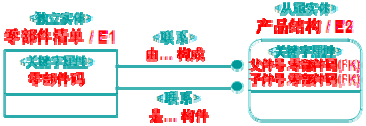 <独立实体>
零部件清单 / E1
<关键字属性>
零部件码
<联系>
由... 构成
<联系>
是... 构件
<从属实体>
产品结构 / E2
<关键字属性>
父件号.零部件码(FK)
子件号.零部件码(FK)